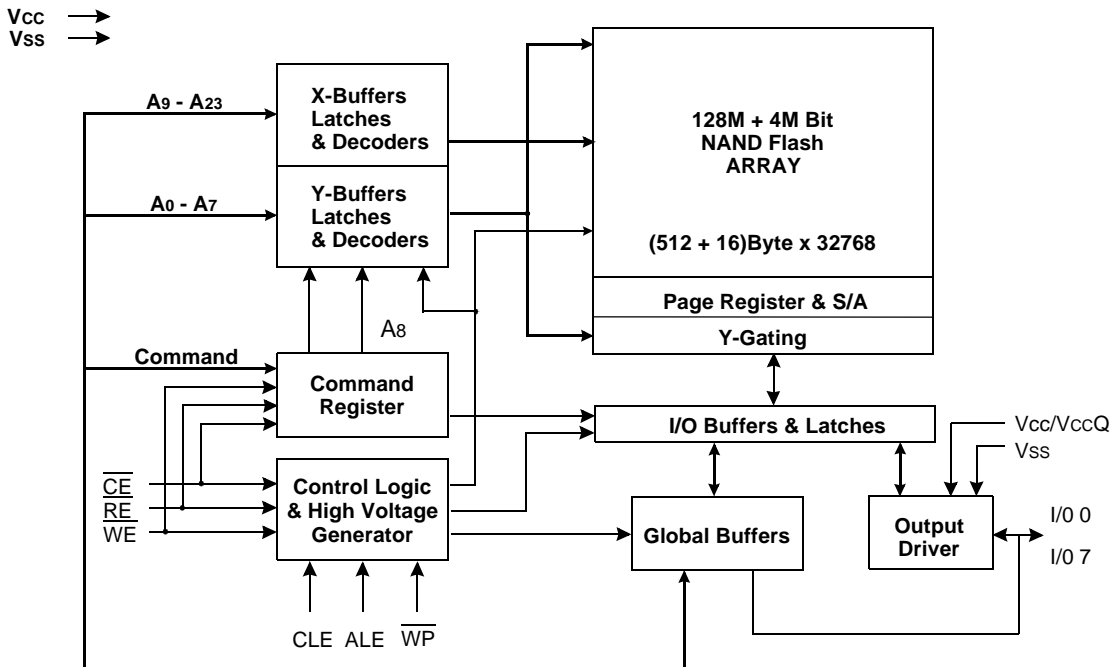 VCC
VSS
A9 - A23
X-Buffers
Latches
& Decoders
A0 - A7
Y-Buffers
Latches
& Decoders
128M + 4M Bit
NAND Flash
ARRAY
(512 + 16)Byte x 32768
Page Register & S/A
Y-Gating
A8
Command
Command
Register
I/O Buffers & Latches
Vcc/VccQ
Vss
CE
RE
WE
Control Logic
& High Voltage
Generator
Global Buffers
Output
Driver
I/0 0
I/0 7
CLE
ALE
WP